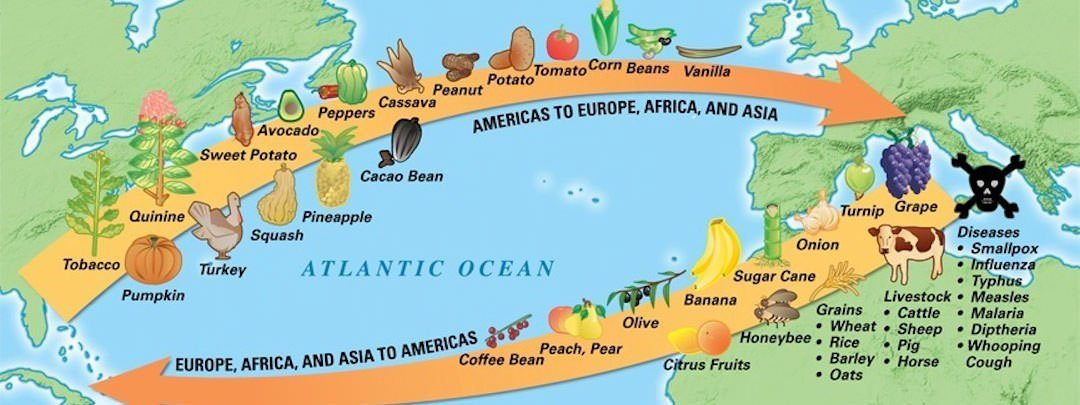 Tobacco
Quinine
Pumpkin
Sweet Potato
Avocado
Turkey
Squash
Peppers
Pineapple
Cassava
Cacao Bean
Peanut
Potato
Tomato
Corn
Beans
Vanilla
AMERICAS TO EUROPE, AFRICA, AND ASIA
ATLANTIC OCEAN
EUROPE, AFRICA, AND ASIA TO AMERICAS
Coffee Bean
Peach, Pear
Olive
Citrus Fruits
Banana
Sugar Cane
Honeybee
Onion
Turnip
Grape
Grains
• Wheat
• Rice
• Barley
• Oats
Livestock
• Cattle
• Sheep
• Pig
• Horse
Diseases
• Smallpox
• Influenza
• Typhus
• Measles
• Malaria
• Diptheria
• Whooping
Cough